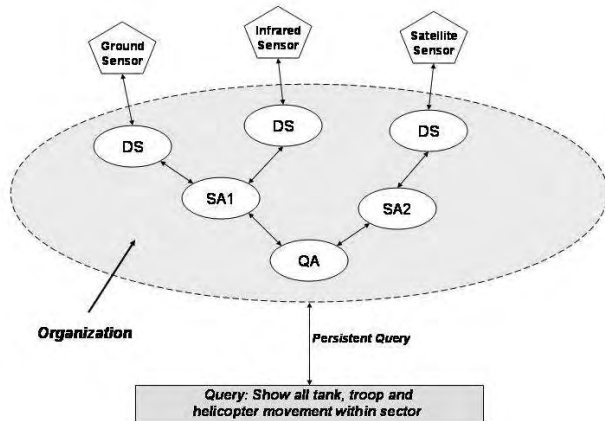 Ground
Sensor
Infrared
Sensor
Satellite
Sensor
DS
DS
DS
SA1
SA2
QA
Organization
Persistent Query
Query: Show all tank, troop and
helicopter movement within sector